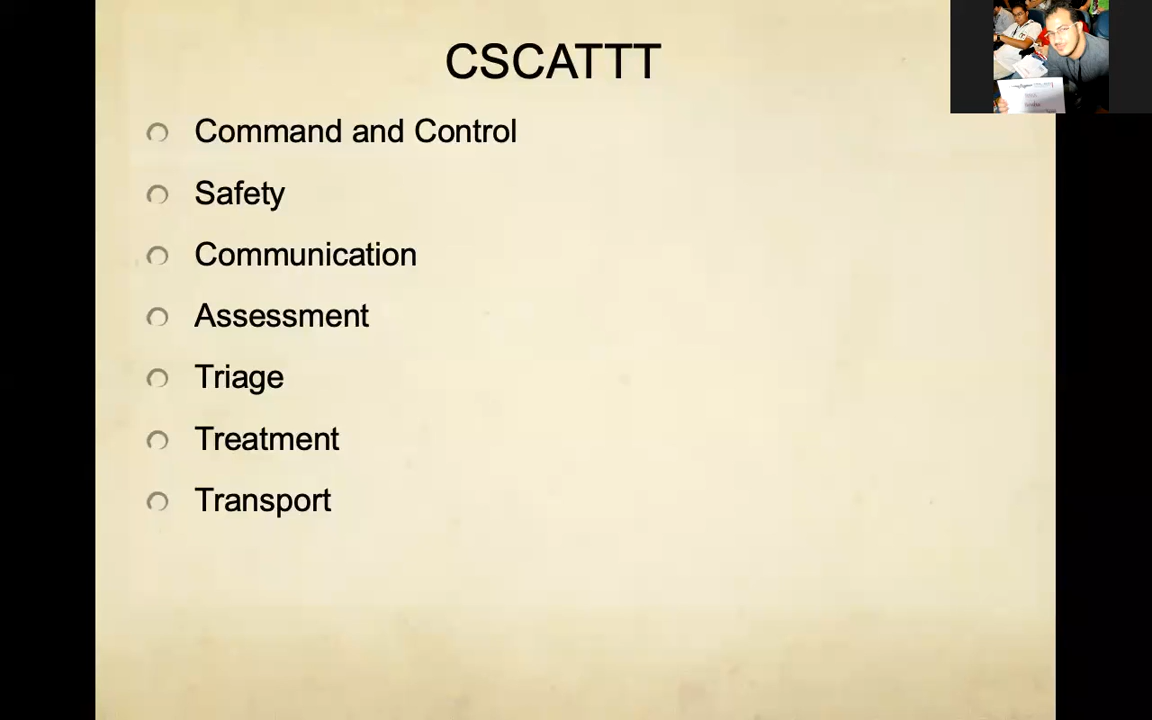 CSCATTT
Command and Control
Safety
Communication
Assessment
Triage
Treatment
Transport